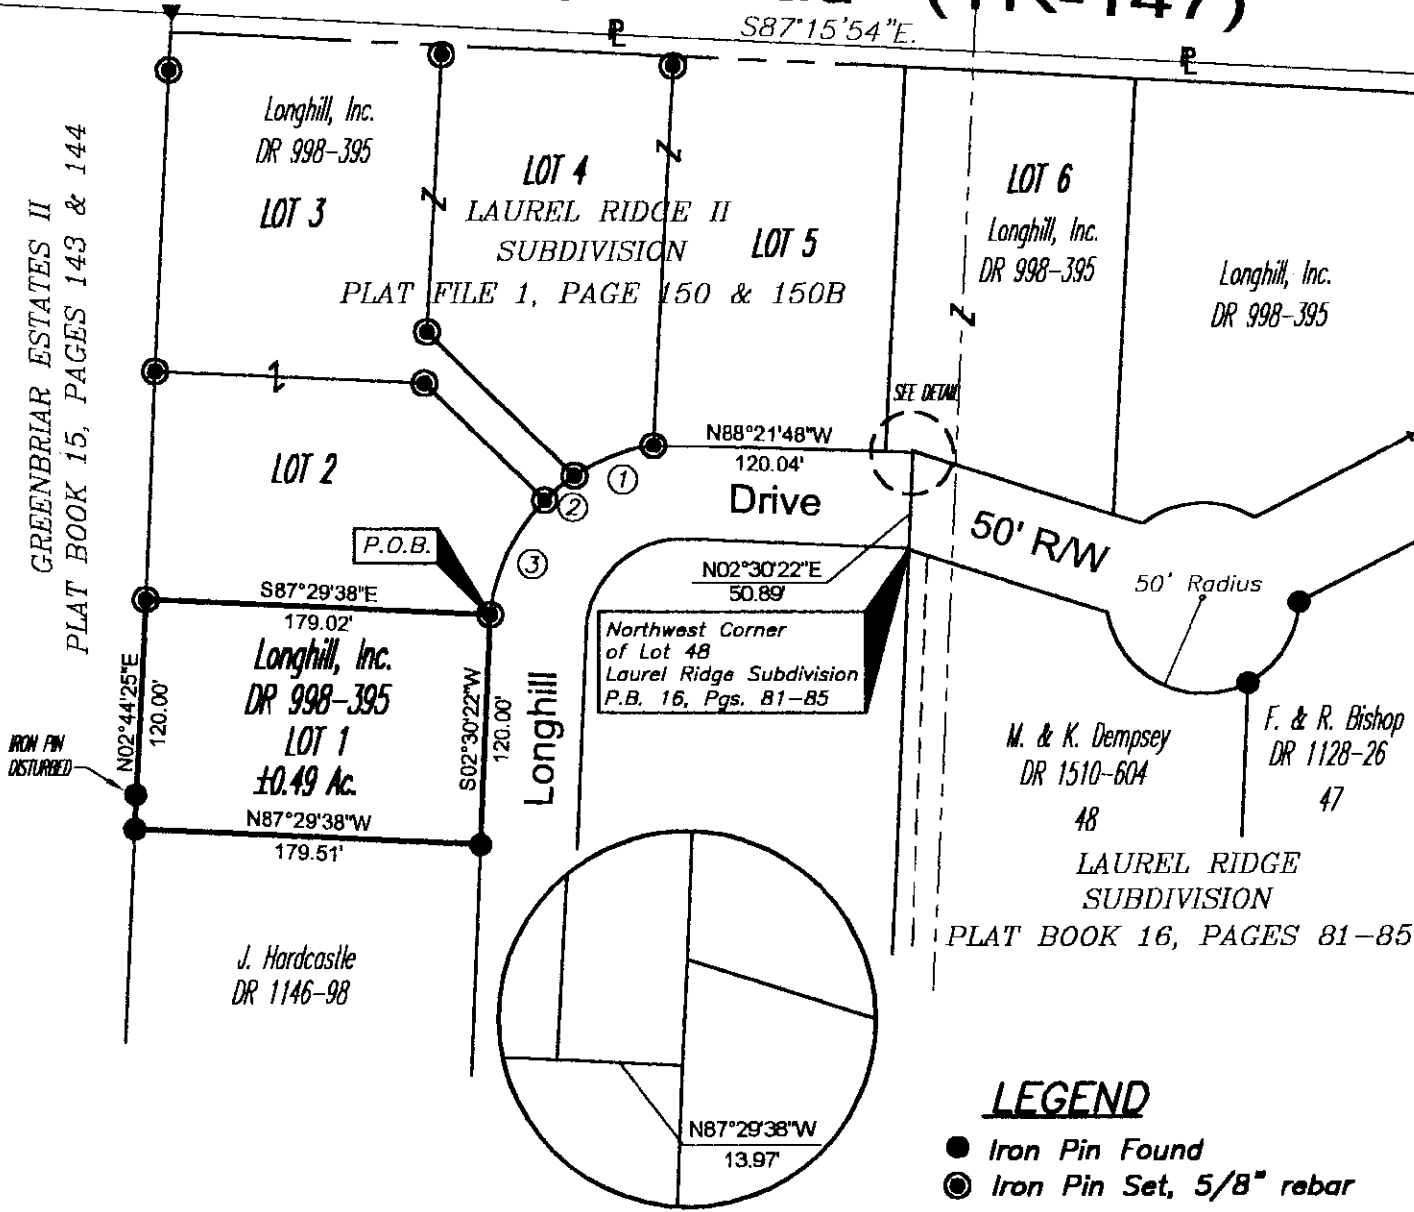 (TR-147)
S87°15'54"E.
PL
PL
GREENBRIAR ESTATES II
PLAT BOOK 15, PAGES 143 & 144
Longhill, Inc.
DR 998-395
LOT 3
LOT 4
LAUREL RIDGE II
SUBDIVISION
PLAT FILE 1, PAGE 150 & 150B
LOT 5
LOT 6
Longhill, Inc.
DR 998-395
Longhill, Inc.
DR 998-395
SEE DETAIL
N88°21'48"W
120.04'
Drive
50' R/W
50' Radius
LOT 2
1
2
3
P.O.B.
N02°30'22"E
50.89'
Northwest Corner
of Lot 48
Laurel Ridge Subdivision
P.B. 16, Pgs. 81-85
S87°29'38"E
179.02'
Longhill, Inc.
DR 998-395
LOT 1
±0.49 Ac.
N87°29'38"W
179.51'
N02°44'25"E
120.00'
S02°30'22"W
120.00'
Longhill
IRON PIN
DISTURBED
M. & K. Dempsey
DR 1510-604
48
F. & R. Bishop
DR 1128-26
47
LAUREL RIDGE
SUBDIVISION
PLAT BOOK 16, PAGES 81-85
J. Hardcastle
DR 1146-98
N87°29'38"W
13.97'
LEGEND
Iron Pin Found
Iron Pin Set, 5/8" rebar